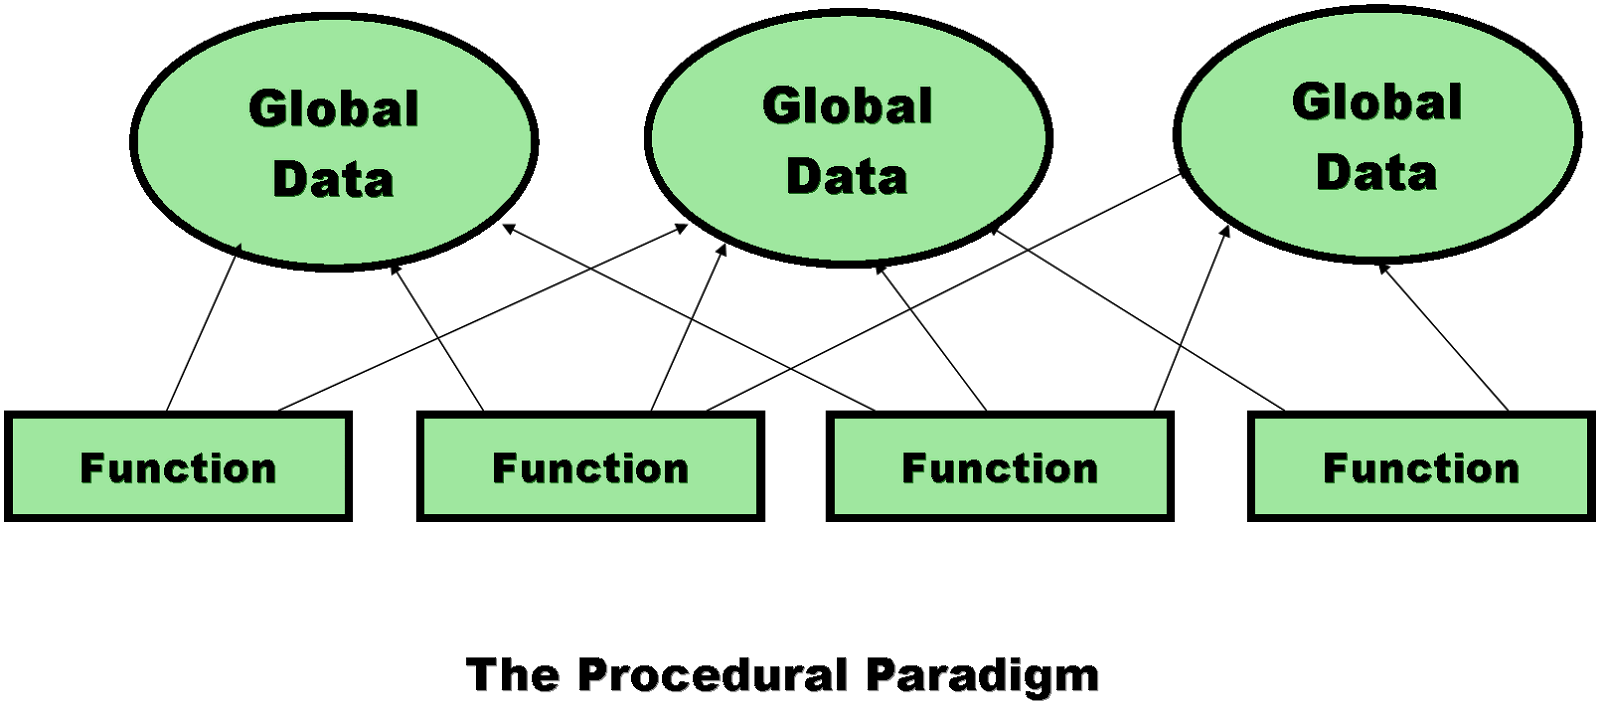 Global
Data
Global
Data
Global
Data
Function
Function
Function
Function
The Procedural Paradigm